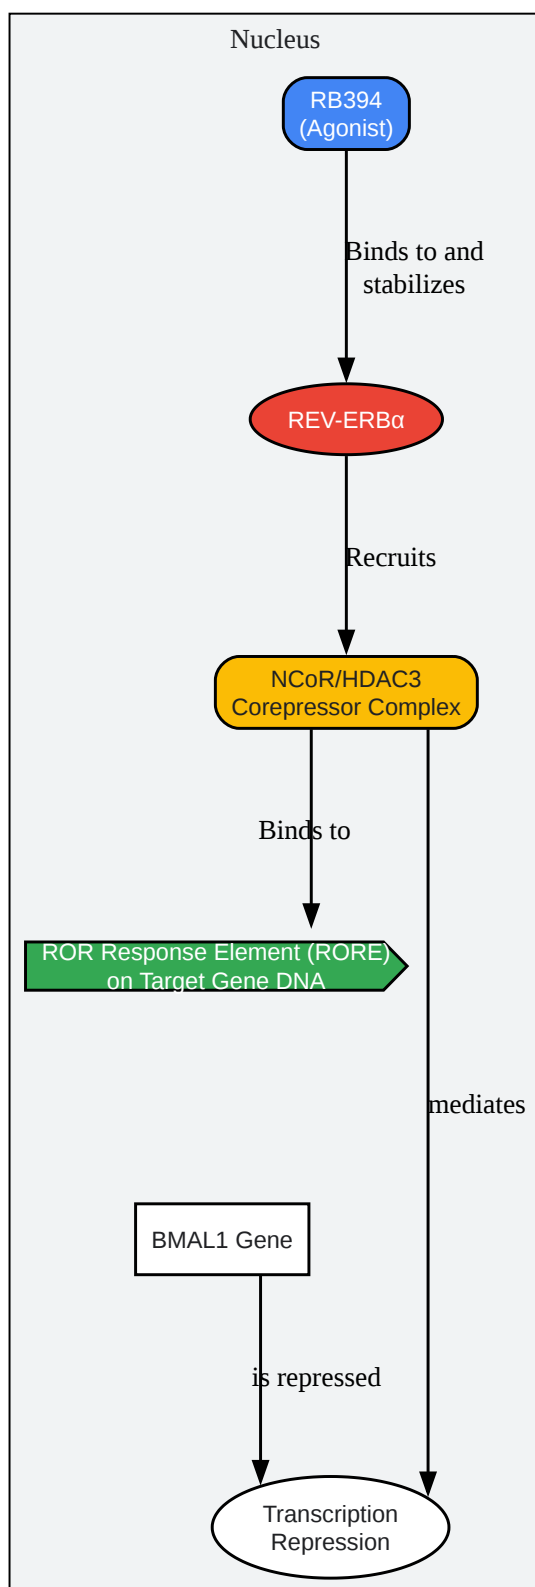 Nucleus
RB394
(Agonist)
Binds to and
stabilizes
REV-ERBα
Recruits
NCoR/HDAC3
Corepressor Complex
Binds to
ROR Response Element (RORE)
on Target Gene DNA
mediates
BMAL1 Gene
is repressed
Transcription
Repression